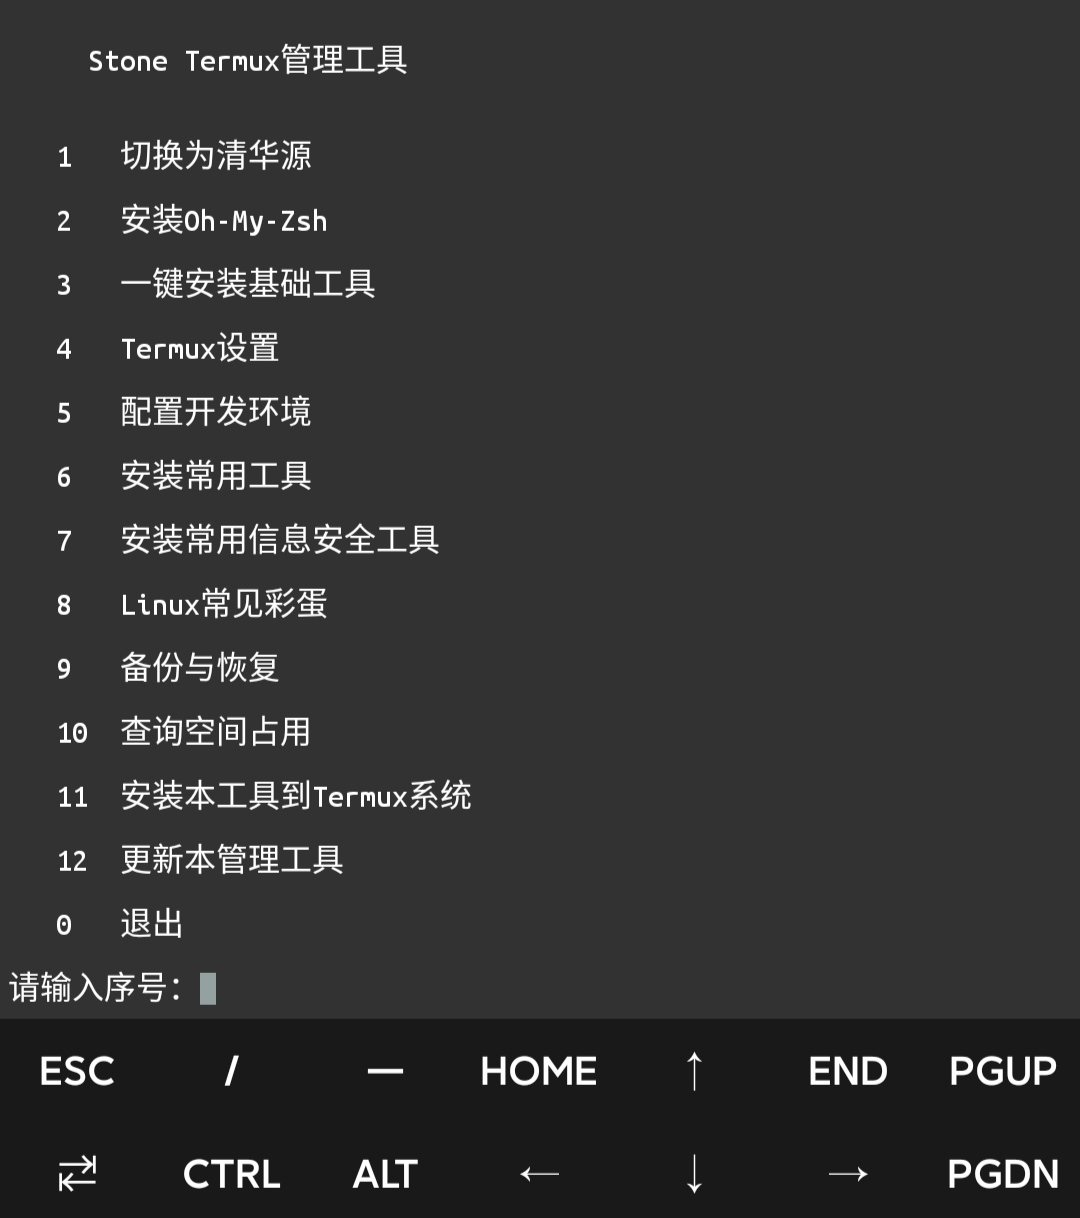 Stone Termux管理工具
1 切换为清华源
2 安装Oh-My-Zsh
3 一键安装基础工具
4 Termux设置
5 配置开发环境
6 安装常用工具
7 安装常用信息安全工具
8 Linux常见彩蛋
9 备份与恢复
10 查询空间占用
11 安装本工具到Termux系统
12 更新本管理工具
0 退出
请输入序号：
ESC / — HOME ↑ END PGUP
⇄ CTRL ALT ← ↓ → PGDN